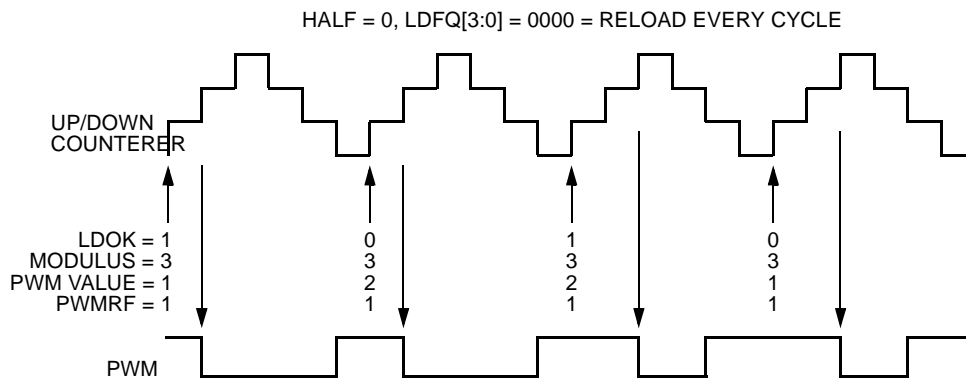 HALF = 0, LDFQ[3:0] = 0000 = RELOAD EVERY CYCLE
UP/DOWN
COUNTERER
LDOK = 1 0 1 0
MODULUS = 3 3 3 3
PWM VALUE = 1 2 2 1
PWMRF = 1 1 1 1
PWM